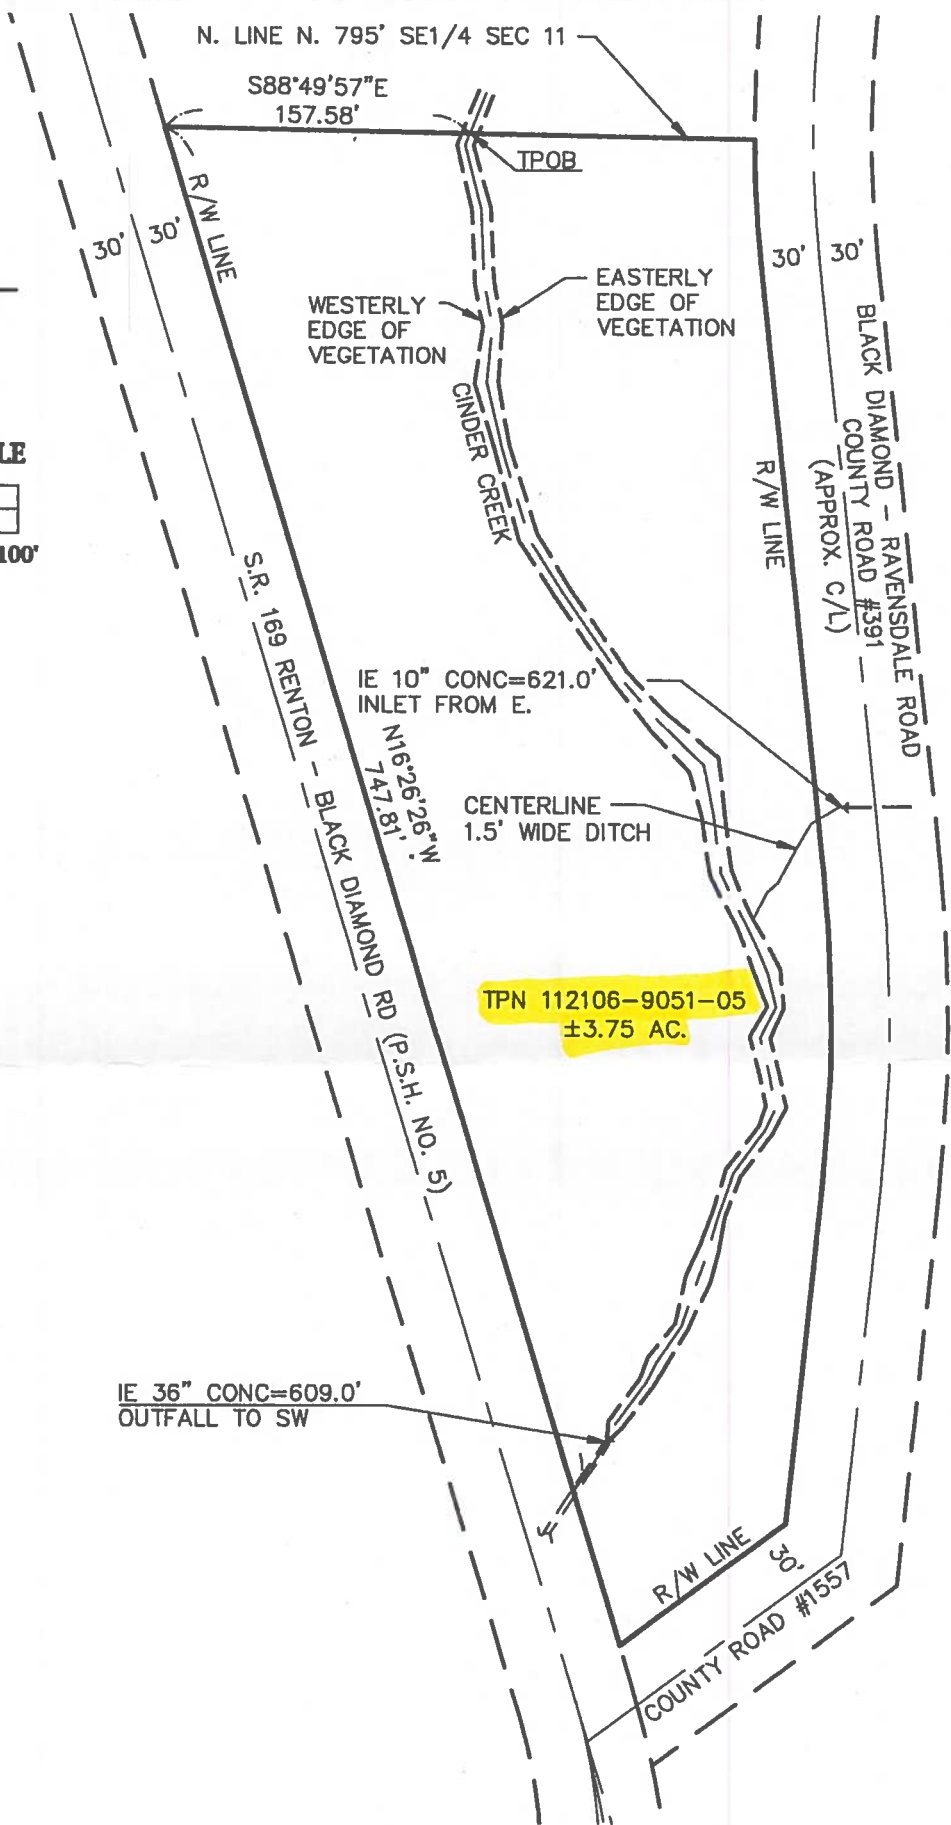 N. LINE N. 795' SE1/4 SEC 11
S88°49'57"E
157.58'
TPOB
R/W LINE
30'
30'
30'
30'
WESTERLY
EDGE OF
VEGETATION
EASTERLY
EDGE OF
VEGETATION
BLACK DIAMOND - RAVENSDALE ROAD
COUNTY ROAD #391
(APPROX. C/L)
CINDER CREEK
R/W LINE
LE
100'
S.R. 169 RENTON - BLACK DIAMOND RD (P.S.H. NO. 5)
IE 10" CONC=621.0'
INLET FROM E.
N16°26'26"W
747.81'
CENTERLINE
1.5' WIDE DITCH
TPN 112106-9051-05
±3.75 AC.
IE 36" CONC=609.0'
OUTFALL TO SW
R/W LINE
30'
COUNTY ROAD #1557